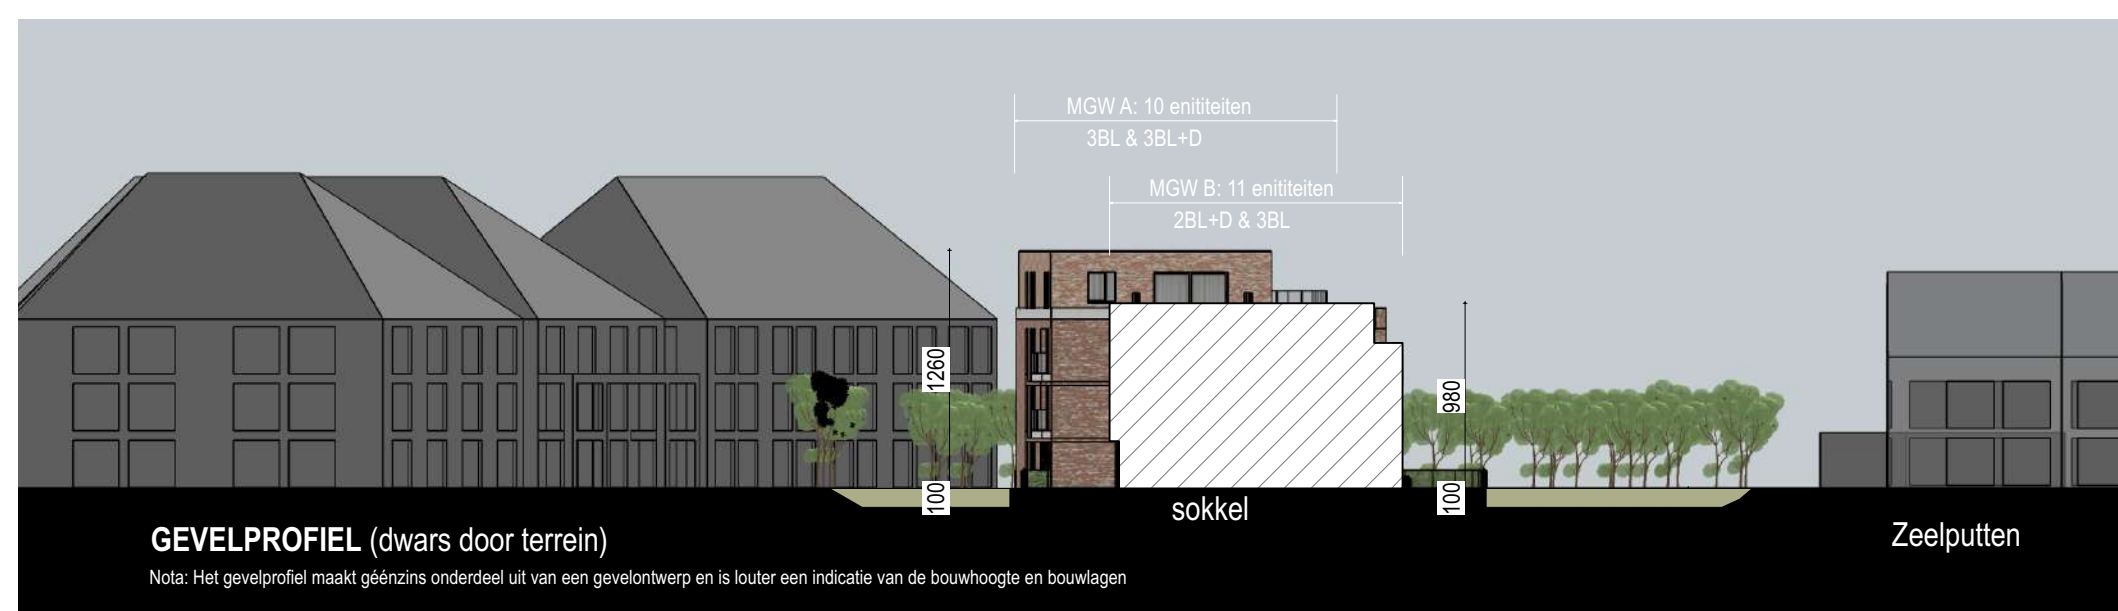 MGW A: 10 enititeiten
3BL & 3BL+D
MGW B: 11 enititeiten
2BL+D & 3BL
1260
980
100
100
sokkel
Zeelputten
GEVELPROFIEL (dwars door terrein)
Nota: Het gevelprofiel maakt géénzins onderdeel uit van een gevelontwerp en is louter een indicatie van de bouwhoogte en bouwlagen